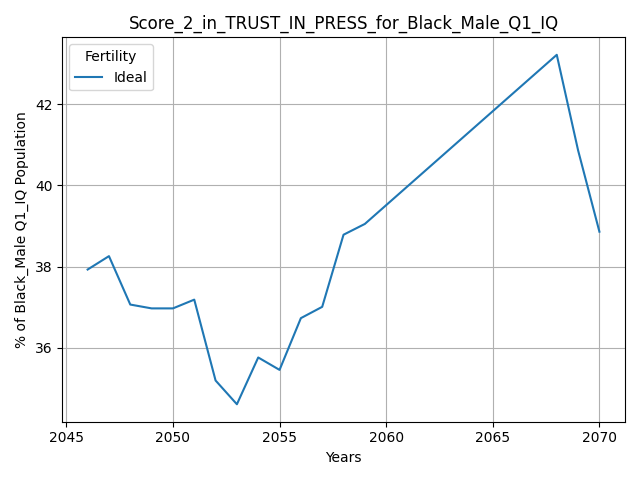 Score_2_in_TRUST_IN_PRESS_for_Black_Male_Q1_IQ
Fertility
Ideal
% of Black_Male Q1_IQ Population
42
40
38
36
2045
2050
2055
2060
2065
2070
Years